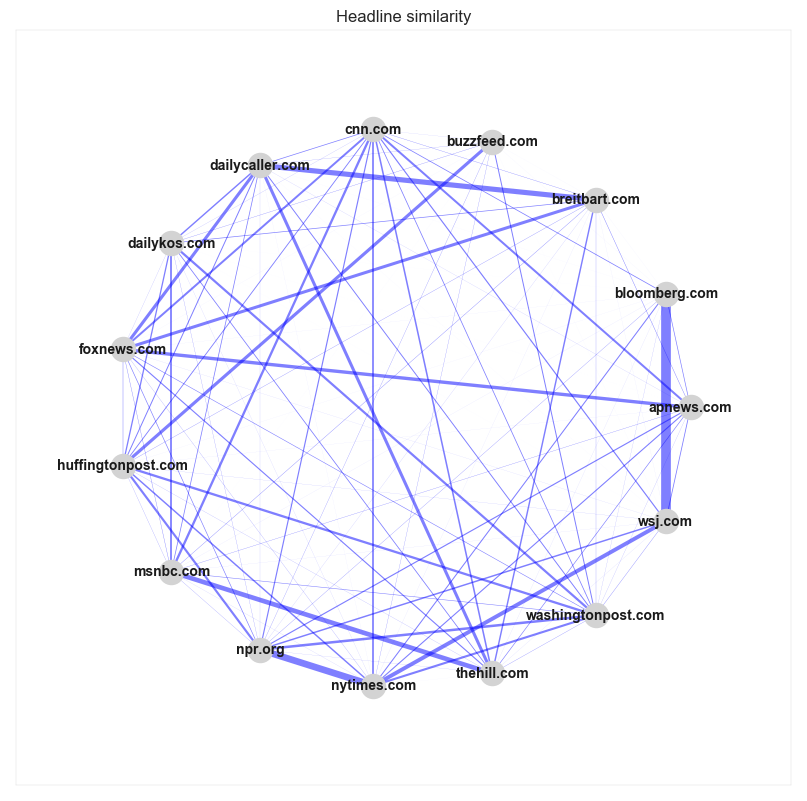 Headline similarity
cnn.com
buzzfeed.com
dailycaller.com
breitbart.com
dailykos.com
bloomberg.com
foxnews.com
apnews.com
huffingtonpost.com
wsj.com
msnbc.com
washingtonpost.com
npr.org
thehill.com
nytimes.com